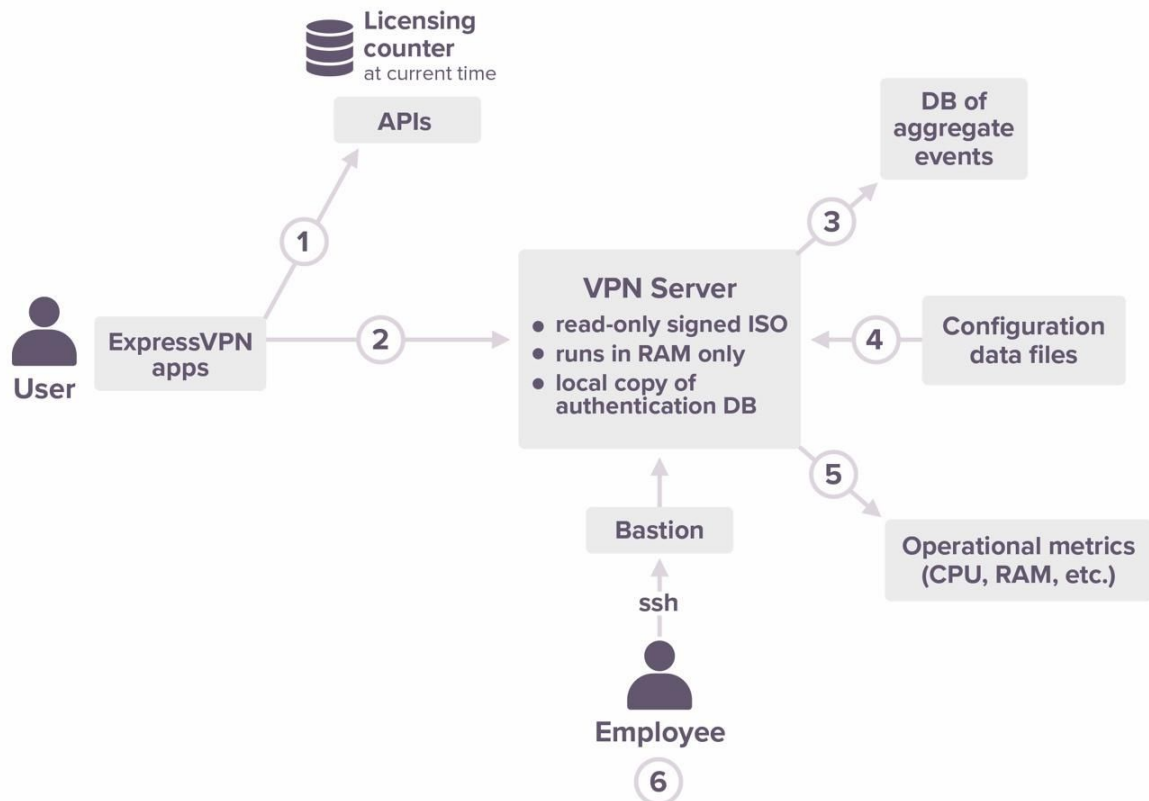 Licensing
counter
at current time
APIs
DB of
aggregate
events
1
3
VPN Server
• read-only signed ISO
• runs in RAM only
• local copy of
authentication DB
User
ExpressVPN
apps
2
4
Configuration
data files
5
Bastion
Operational metrics
(CPU, RAM, etc.)
ssh
Employee
6